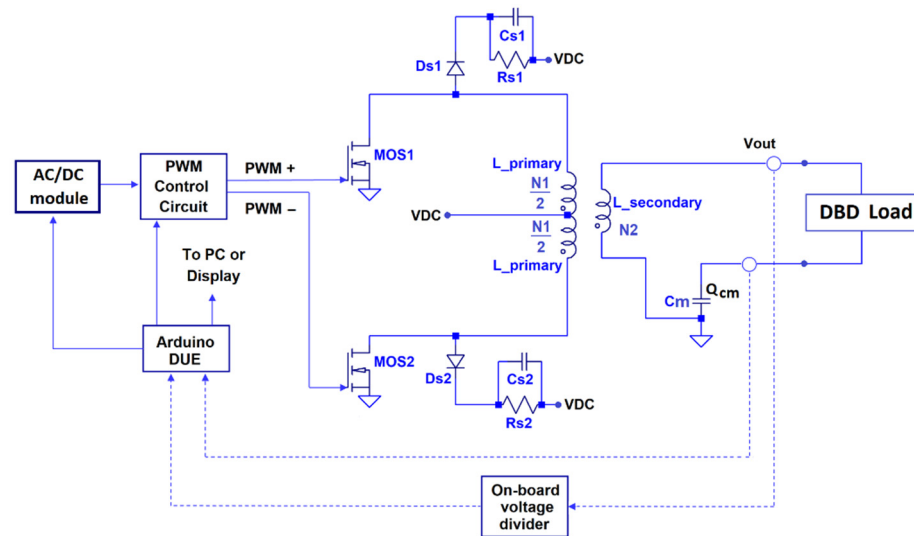 Cs1
VDC
Ds1
Rs1
MOS1
AC/DC
module
PWM
Control
Circuit
PWM +
PWM −
L_primary
N1
2
VDC
N1
2
L_primary
L_secondary
N2
Vout
DBD Load
To PC or
Display
Cm
Qcm
Arduino
DUE
MOS2
Ds2
Cs2
VDC
Rs2
On-board
voltage
divider